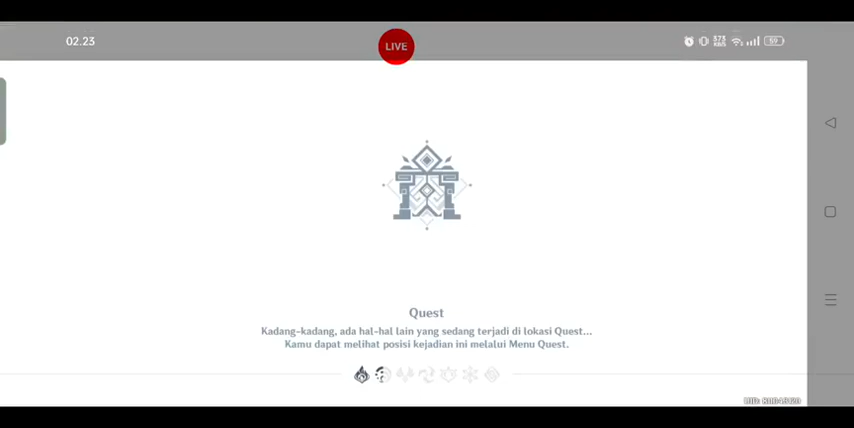 02.23
LIVE
59
Quest
Kadang-kadang, ada hal-hal lain yang sedang terjadi di lokasi Quest...
Kamu dapat melihat posisi kejadian ini melalui Menu Quest.